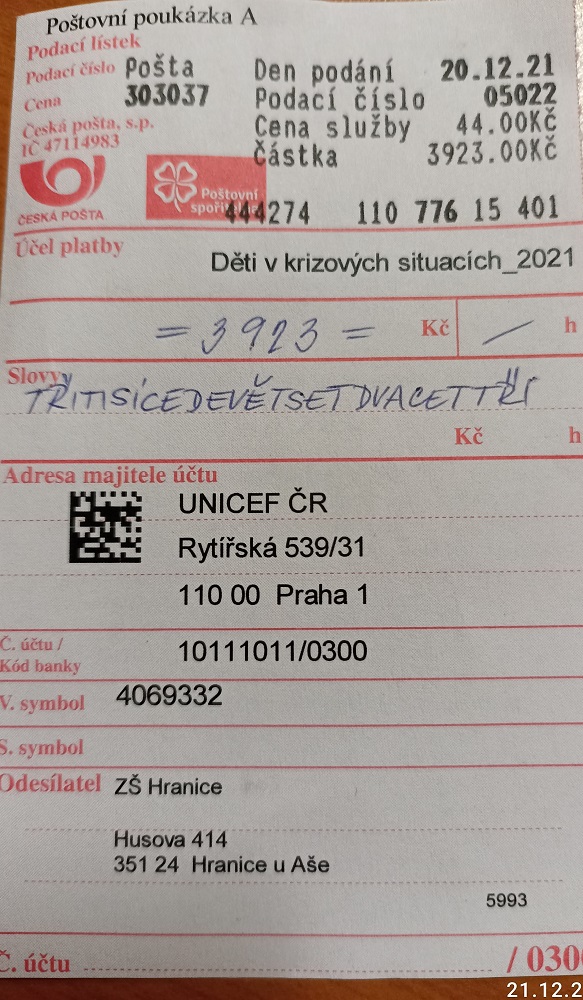 Poštovní poukázka A
Podací lístek
Podací číslo Pošta Den podání 20.12.21
Cena 303037 Podací číslo 05022
Česká pošta, s.p. Cena služby 44.00Kč
IČ 47114983 Částka 3923.00Kč
ČESKÁ POŠTA
Poštovní
444274 110 776 15 401
Účel platby
Děti v krizových situacích_2021
= 3923 = Kč / h
Slovy
TŘITISÍCEDEVĚTSETDVACETTŘI
Kč h
Adresa majitele účtu
UNICEF ČR
Rytířská 539/31
110 00 Praha 1
Č. účtu / Kód banky 10111011/0300
V. symbol 4069332
S. symbol
Odesílatel ZŠ Hranice
Husova 414
351 24 Hranice u Aše
5993
Č. účtu / 030
21.12.2